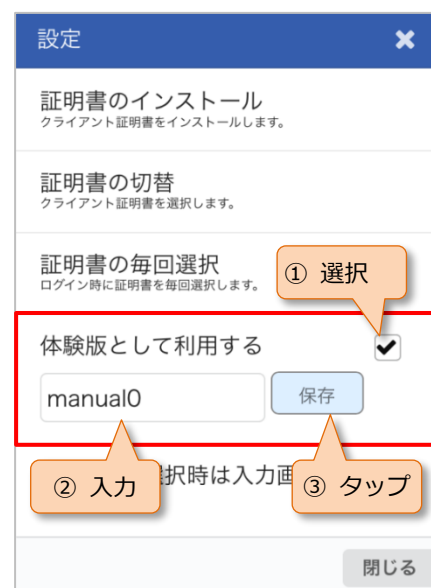 設定
証明書のインストール
クライアント証明書をインストールします。
証明書の切替
クライアント証明書を選択します。
証明書の毎回選択
ログイン時に証明書を毎回選択します。
① 選択
体験版として利用する
manual0
保存
② 入力
択時は入力画
③ タップ
閉じる